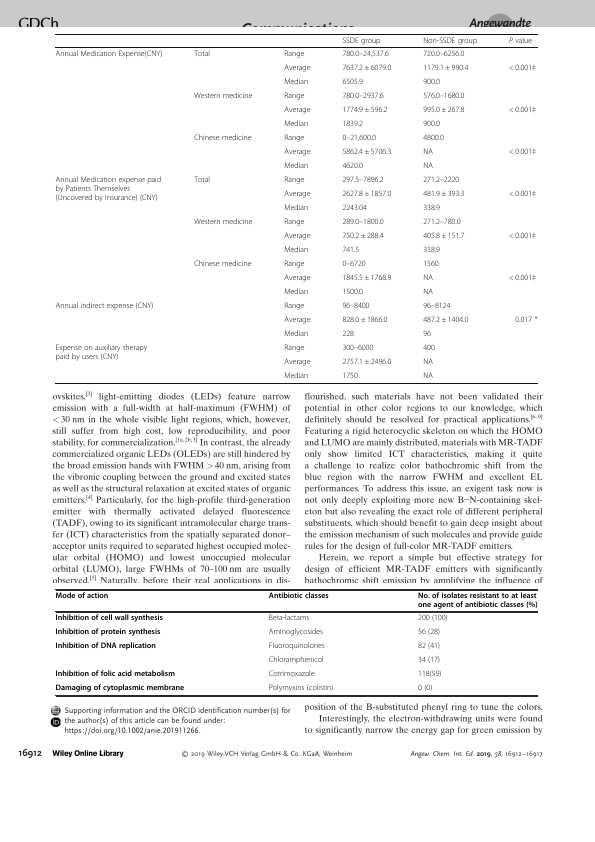 GDCh Communications Angewandte
SSDE group Non-SSDE group P value
Annual Medication Expense(CNY) Total Range 780.0–24,537.6 720.0–6256.0
Average 7637.2 ± 6079.0 1179.1 ± 990.4 < 0.001‡
Median 6505.9 900.0
Western medicine Range 780.0–2937.6 576.0–1680.0
Average 1774.9 ± 596.2 995.0 ± 267.8 < 0.001‡
Median 1839.2 900.0
Chinese medicine Range 0–21,600.0 4800.0
Average 5862.4 ± 5706.3 NA < 0.001‡
Median 4620.0 NA
Annual Medication expense paid Total Range 297.5–7896.2 271.2–2220
by Patients Themselves
(Uncovered by Insurance) (CNY) Average 2627.8 ± 1857.0 481.9 ± 393.3 < 0.001‡
Median 2243.04 338.9
Western medicine Range 289.0–1800.0 271.2–780.0
Average 750.2 ± 288.4 405.8 ± 151.7 < 0.001‡
Median 741.5 338.9
Chinese medicine Range 0–6720 1560
Average 1845.5 ± 1768.9 NA < 0.001‡
Median 1500.0 NA
Annual indirect expense (CNY) Range 96–8400 96–8124
Average 828.0 ± 1866.0 487.2 ± 1404.0 0.017 *
Median 228 96
Expense on auxiliary therapy Range 300–6000 400
paid by users (CNY) Average 2757.1 ± 2496.0 NA
Median 1750 NA
ovskites,[3] light-emitting diodes (LEDs) feature narrow
emission with a full-width at half-maximum (FWHM) of
< 30 nm in the whole visible light regions, which, however,
still suffer from high cost, low reproducibility, and poor
stability, for commercialization.[1a,2b,3] In contrast, the already
commercialized organic LEDs (OLEDs) are still hindered by
the broad emission bands with FWHM > 40 nm, arising from
the vibronic coupling between the ground and excited states
as well as the structural relaxation at excited states of organic
emitters.[4] Particularly, for the high-profile third-generation
emitter with thermally activated delayed fluorescence
(TADF), owing to its significant intramolecular charge trans-
fer (ICT) characteristics from the spatially separated donor–
acceptor units required to separated highest occupied molec-
ular orbital (HOMO) and lowest unoccupied molecular
orbital (LUMO), large FWHMs of 70–100 nm are usually
observed.[5] Naturally, before their real applications in dis-
flourished, such materials have not been validated their
potential in other color regions to our knowledge, which
definitely should be resolved for practical applications.[6–9]
Featuring a rigid heterocyclic skeleton on which the HOMO
and LUMO are mainly distributed, materials with MR-TADF
only show limited ICT characteristics, making it quite
a challenge to realize color bathochromic shift from the
blue region with the narrow FWHM and excellent EL
performances. To address this issue, an exigent task now is
not only deeply exploiting more new B−N-containing skel-
eton but also revealing the exact role of different peripheral
substituents, which should benefit to gain deep insight about
the emission mechanism of such molecules and provide guide
rules for the design of full-color MR-TADF emitters.
Herein, we report a simple but effective strategy for
design of efficient MR-TADF emitters with significantly
bathochromic shift emission by amplifying the influence of
Mode of action Antibiotic classes No. of isolates resistant to at least
one agent of antibiotic classes (%)
Inhibition of cell wall synthesis Beta-lactams 200 (100)
Inhibition of protein synthesis Aminoglycosides 56 (28)
Inhibition of DNA replication Fluoroquinolones 82 (41)
Chloramphenicol 34 (17)
Inhibition of folic acid metabolism Cotrimoxazole 118(59)
Damaging of cytoplasmic membrane Polymyxins (colistin) 0 (0)
Supporting information and the ORCID identification number(s) for
iD the author(s) of this article can be found under:
https://doi.org/10.1002/anie.201911266.
position of the B-substituted phenyl ring to tune the colors.
Interestingly, the electron-withdrawing units were found
to significantly narrow the energy gap for green emission by
16912 Wiley Online Library © 2019 Wiley-VCH Verlag GmbH & Co. KGaA, Weinheim Angew. Chem. Int. Ed. 2019, 58, 16912–16917